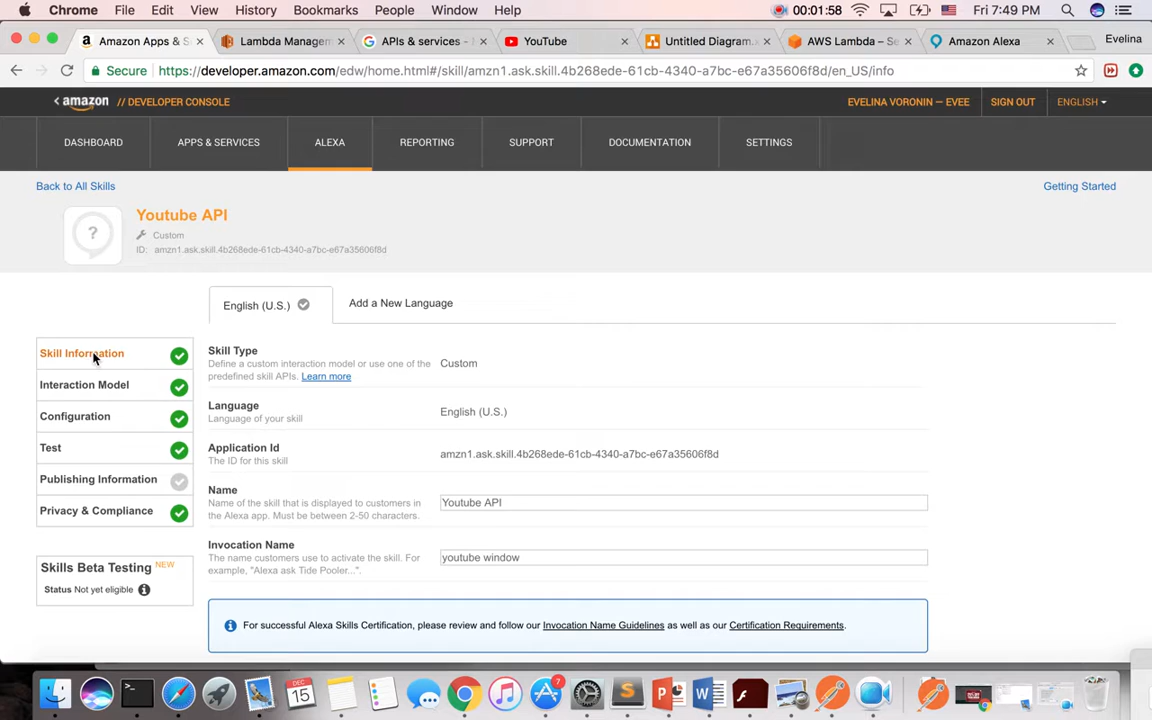 Chrome File Edit View History Bookmarks People Window Help 00:01:58 Fri 7:49 PM
Amazon Apps & S Lambda Managem APIs & services - YouTube Untitled Diagram. AWS Lambda – Se Amazon Alexa Evelina
Secure https://developer.amazon.com/edw/home.html#/skill/amzn1.ask.skill.4b268ede-61cb-4340-a7bc-e67a35606f8d/en_US/info
amazon // DEVELOPER CONSOLE EVELINA VORONIN — EVEE SIGN OUT ENGLISH
DASHBOARD APPS & SERVICES ALEXA REPORTING SUPPORT DOCUMENTATION SETTINGS
Back to All Skills Getting Started
Youtube API
? Custom
ID: amzn1.ask.skill.4b268ede-61cb-4340-a7bc-e67a35606f8d
English (U.S.) Add a New Language
Skill Information
Interaction Model
Configuration
Test
Publishing Information
Privacy & Compliance
Skills Beta Testing NEW
Status Not yet eligible
Skill Type
Define a custom interaction model or use one of the
predefined skill APIs. Learn more
Custom
Language
Language of your skill
English (U.S.)
Application Id
The ID for this skill
amzn1.ask.skill.4b268ede-61cb-4340-a7bc-e67a35606f8d
Name
Name of the skill that is displayed to customers in
the Alexa app. Must be between 2-50 characters.
Youtube API
Invocation Name
The name customers use to activate the skill. For
example, "Alexa ask Tide Pooler...".
youtube window
For successful Alexa Skills Certification, please review and follow our Invocation Name Guidelines as well as our Certification Requirements.
DEC
15
7